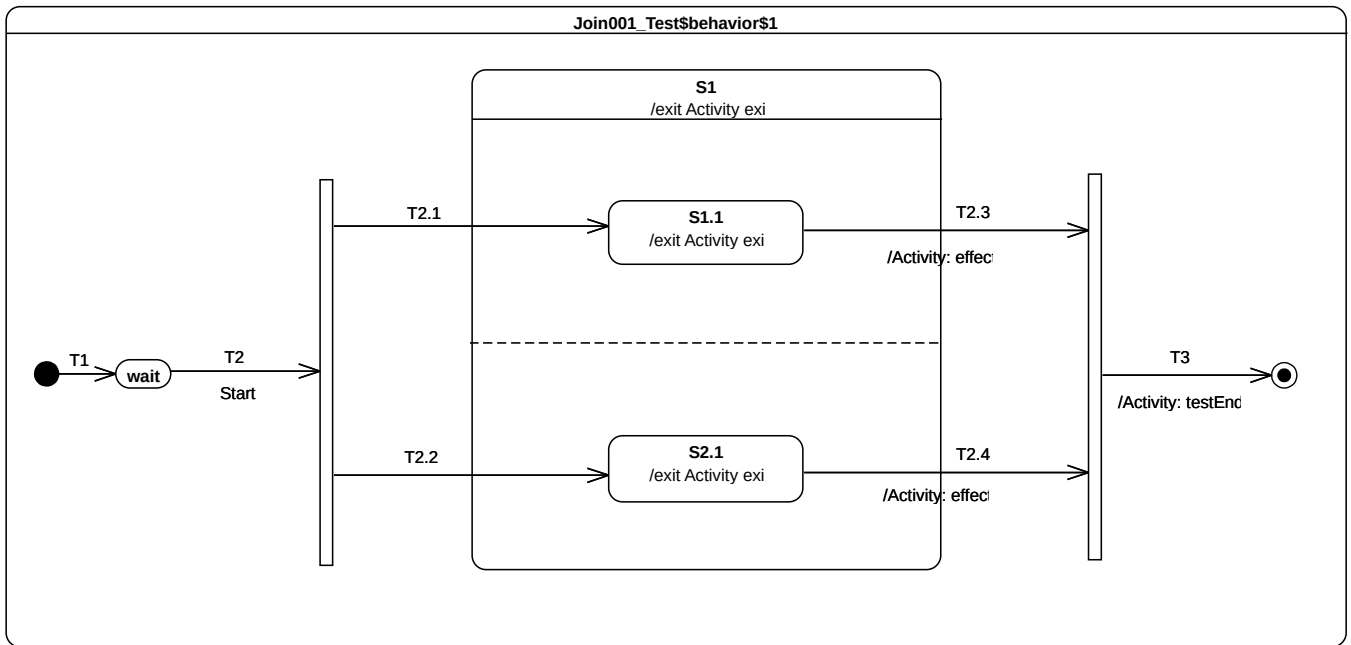 Join001_Test$behavior$1
S1
/exit Activity exi
T2.1
S1.1
/exit Activity exi
T2.3
/Activity: effect
T1
wait
T2
Start
T3
/Activity: testEnd
T2.2
S2.1
/exit Activity exi
T2.4
/Activity: effect